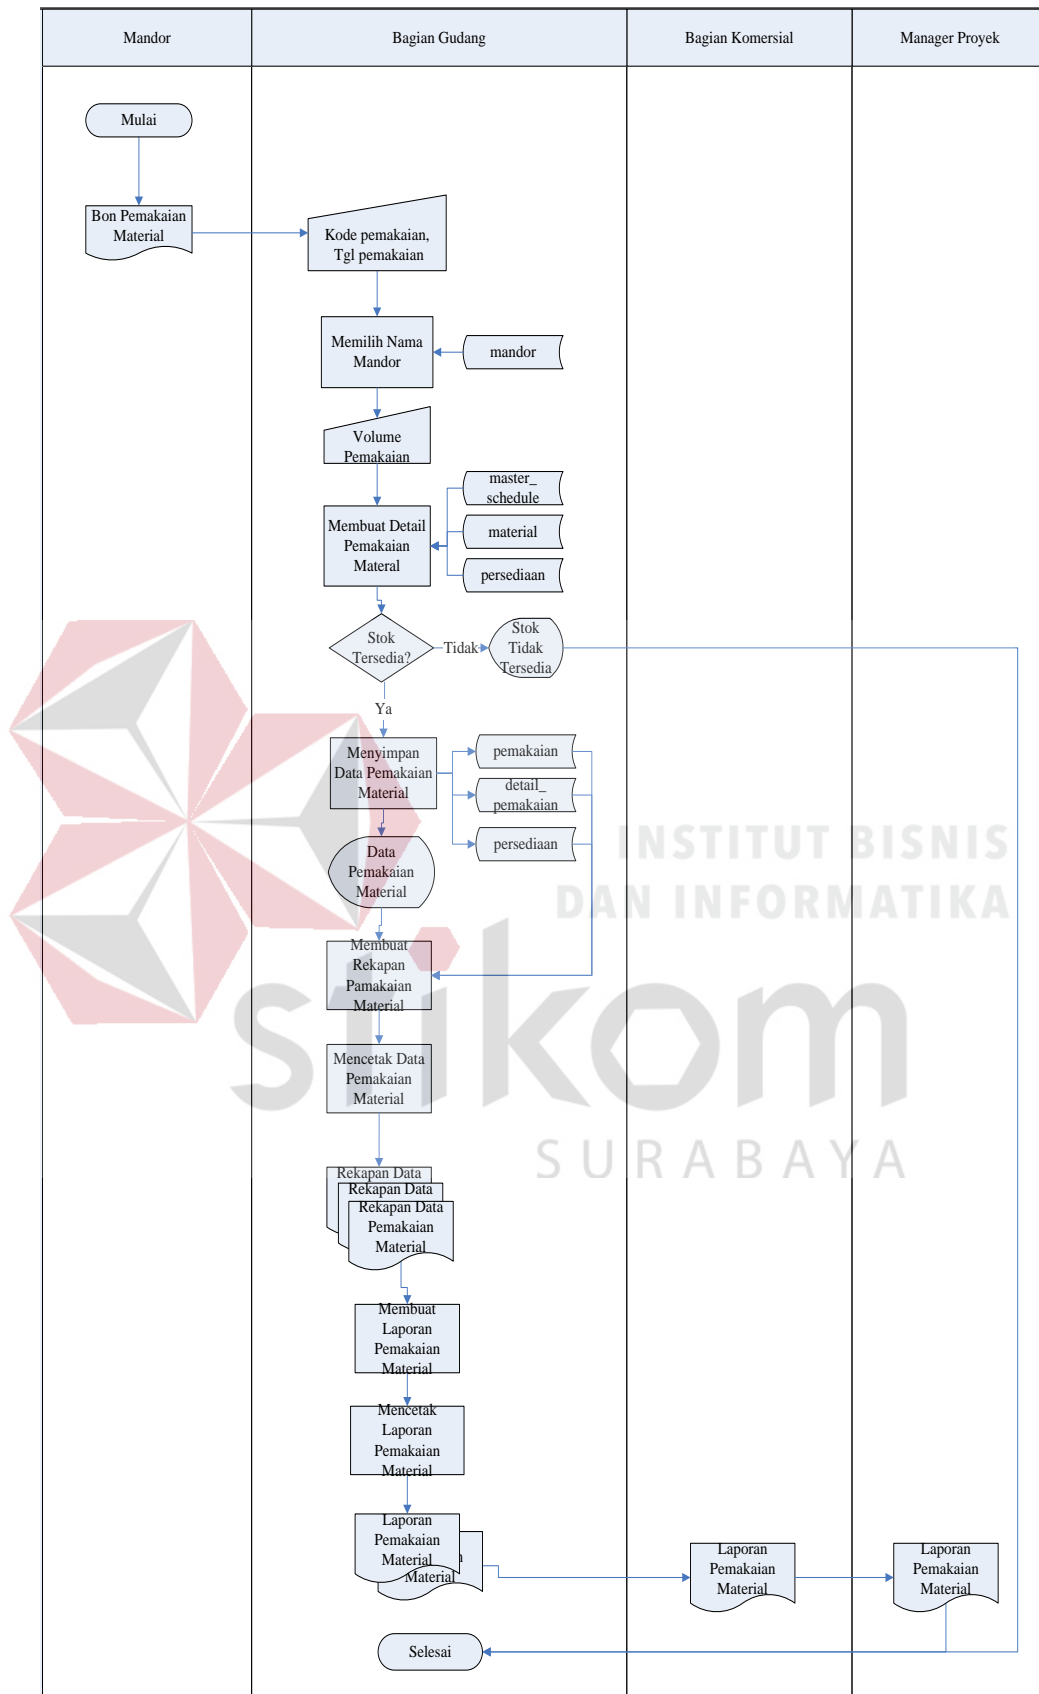 Mandor
Bagian Gudang
Bagian Komersial
Manager Proyek
Mulai
Bon Pemakaian
Material
Kode pemakaian,
Tgl pemakaian
Memilih Nama
Mandor
mandor
Volume
Pemakaian
master_
schedule
Membuat Detail
Pemakaian
Materal
material
persediaan
Stok
Tersedia?
Tidak
Stok
Tidak
Tersedia
Ya
Menyimpan
Data Pemakaian
Material
pemakaian
detail_
pemakaian
persediaan
Data
Pemakaian
Material
INSTITUT BISNIS
DAN INFORMATIKA
stikom
SURABAYA
Membuat
Rekapan
Pamakaian
Material
Mencetak Data
Pemakaian
Material
Rekapan Data
Rekapan Data
Rekapan Data
Pemakaian
Material
Membuat
Laporan
Pemakaian
Material
Mencetak
Laporan
Pemakaian
Material
Laporan
Pemakaian
Material
n
Material
Laporan
Pemakaian
Material
Laporan
Pemakaian
Material
Selesai